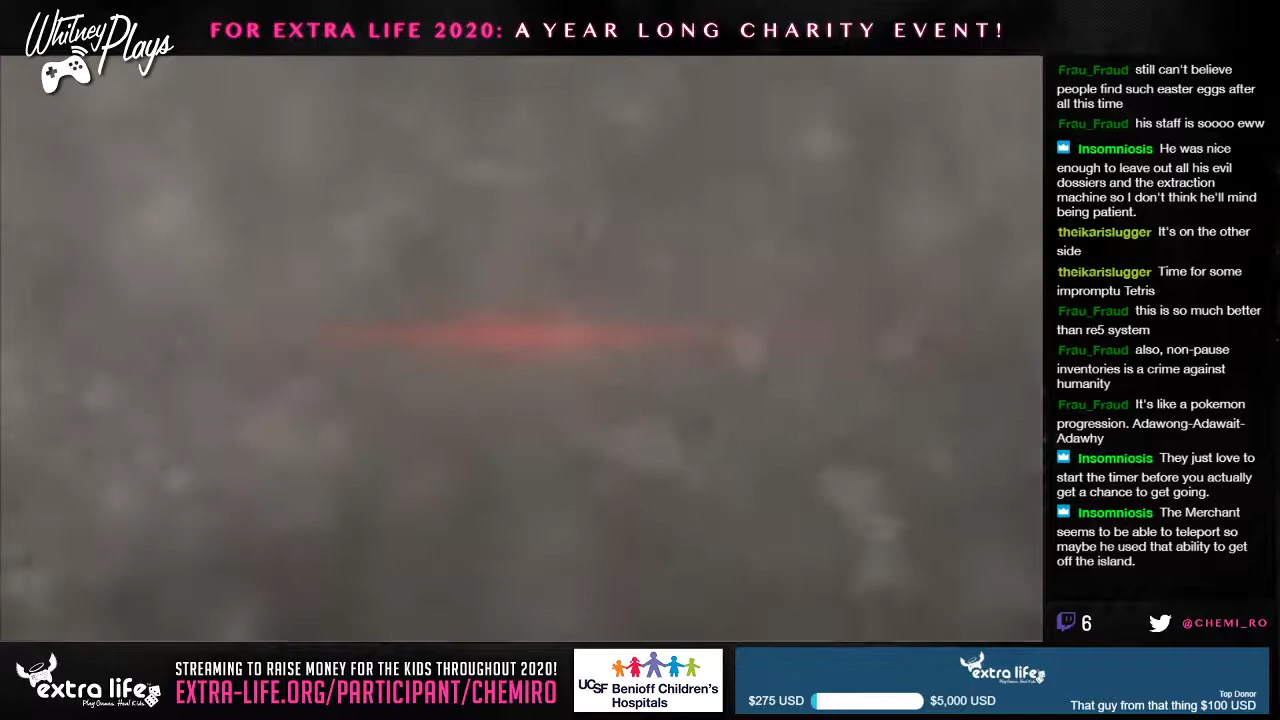 Whitney Plays
FOR EXTRA LIFE 2020: A YEAR LONG CHARITY EVENT!
Frau_Fraud still can't believe
people find such easter eggs after
all this time
Frau_Fraud his staff is soooo eww
Insomniosis He was nice
enough to leave out all his evil
dossiers and the extraction
machine so I don't think he'll mind
being patient.
theikarislugger It's on the other
side
theikarislugger Time for some
impromptu Tetris
Frau_Fraud this is so much better
than re5 system
Frau_Fraud also, non-pause
inventories is a crime against
humanity
Frau_Fraud It's like a pokemon
progression. Adawong-Adawait-
Adawhy
Insomniosis They just love to
start the timer before you actually
get a chance to get going.
Insomniosis The Merchant
seems to be able to teleport so
maybe he used that ability to get
off the island.
6 @CHEMI_RO
extra life
Play Games. Heal Kids.
STREAMING TO RAISE MONEY FOR THE KIDS THROUGHOUT 2020!
EXTRA-LIFE.ORG/PARTICIPANT/CHEMIRO
UCSF Benioff Children's
Hospitals
extra life
Play Games. Heal Kids.
$275 USD $5,000 USD
Top Donor
That guy from that thing $100 USD